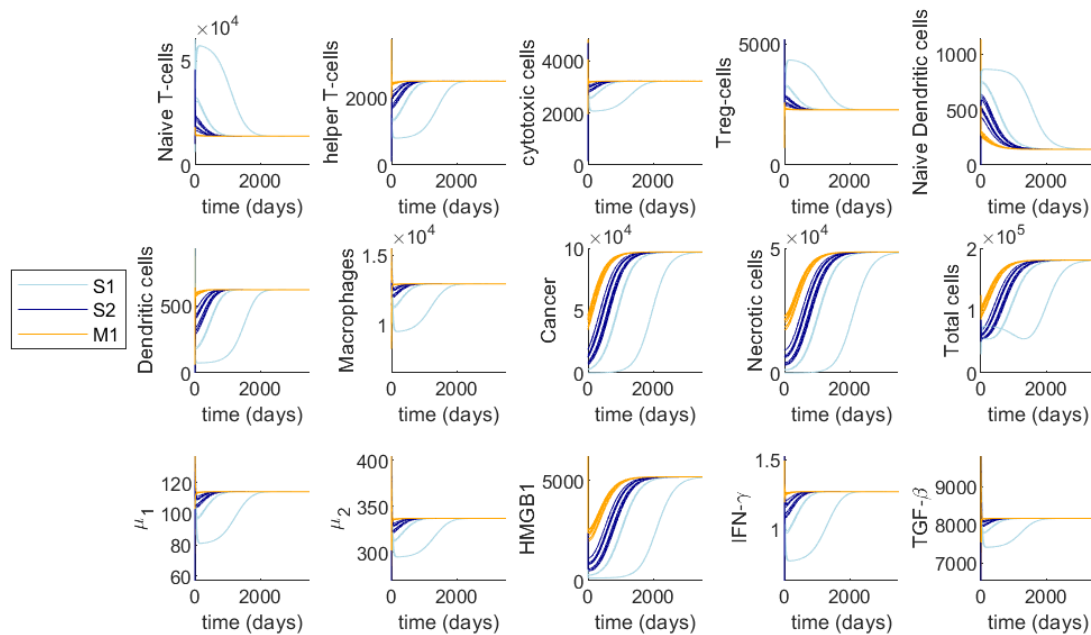 ×10⁴
Naive T-cells
5
0
0 2000
time (days)
helper T-cells
2000
0
0 2000
time (days)
cytotoxic cells
4000
2000
0
0 2000
time (days)
Treg-cells
5000
0
0 2000
time (days)
Naive Dendritic cells
1000
500
0
0 2000
time (days)
S1
S2
M1
Dendritic cells
500
0
0 2000
time (days)
×10⁴
Macrophages
1.5
1
0 2000
time (days)
×10⁴
Cancer
10
5
0
0 2000
time (days)
×10⁴
Necrotic cells
5
0
0 2000
time (days)
×10⁵
Total cells
2
1
0
0 2000
time (days)
μ₁
120
100
80
60
0 2000
time (days)
μ₂
400
350
300
0 2000
time (days)
HMGB1
5000
0
0 2000
time (days)
IFN-γ
1.5
1
0 2000
time (days)
TGF-β
9000
8000
7000
0 2000
time (days)